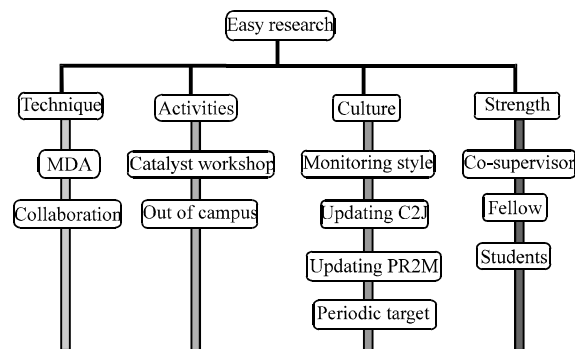 Easy research
Technique
MDA
Collaboration
Activities
Catalyst workshop
Out of campus
Culture
Monitoring style
Updating C2J
Updating PR2M
Periodic target
Strength
Co-supervisor
Fellow
Students